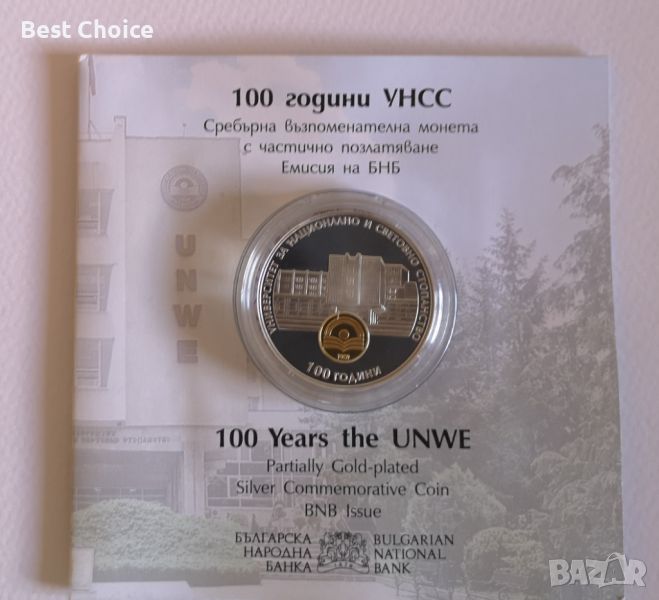 Best Choice
100 години УНСС
Сребърна възпоменателна монета
с частично позлатяване
Емисия на БНБ
UNWE
УНИВЕРСИТЕТ ЗА НАЦИОНАЛНО И СВЕТОВНО СТОПАНСТВО
100 ГОДИНИ
100 Years the UNWE
Partially Gold-plated
Silver Commemorative Coin
BNB Issue
БЪЛГАРСКА
НАРОДНА
БАНКА
BULGARIAN
NATIONAL
BANK
BAZAR